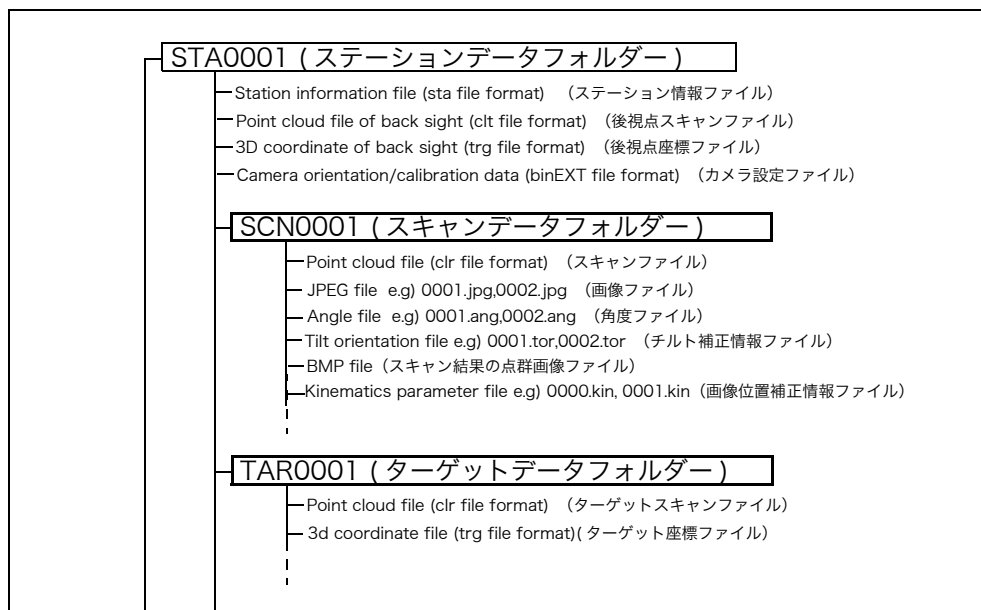 STA0001 ( ステーションデータフォルダー )
Station information file (sta file format) （ステーション情報ファイル）
Point cloud file of back sight (clt file format) （後視点スキャンファイル）
3D coordinate of back sight (trg file format) （後視点座標ファイル）
Camera orientation/calibration data (binEXT file format) （カメラ設定ファイル）
SCN0001 ( スキャンデータフォルダー )
Point cloud file (clr file format) （スキャンファイル）
JPEG file e.g) 0001.jpg,0002.jpg （画像ファイル）
Angle file e.g) 0001.ang,0002.ang （角度ファイル）
Tilt orientation file e.g) 0001.tor,0002.tor （チルト補正情報ファイル）
BMP file（スキャン結果の点群画像ファイル）
Kinematics parameter file e.g) 0000.kin, 0001.kin（画像位置補正情報ファイル）
TAR0001 ( ターゲットデータフォルダー )
Point cloud file (clr file format) （ターゲットスキャンファイル）
3d coordinate file (trg file format)( ターゲット座標ファイル）